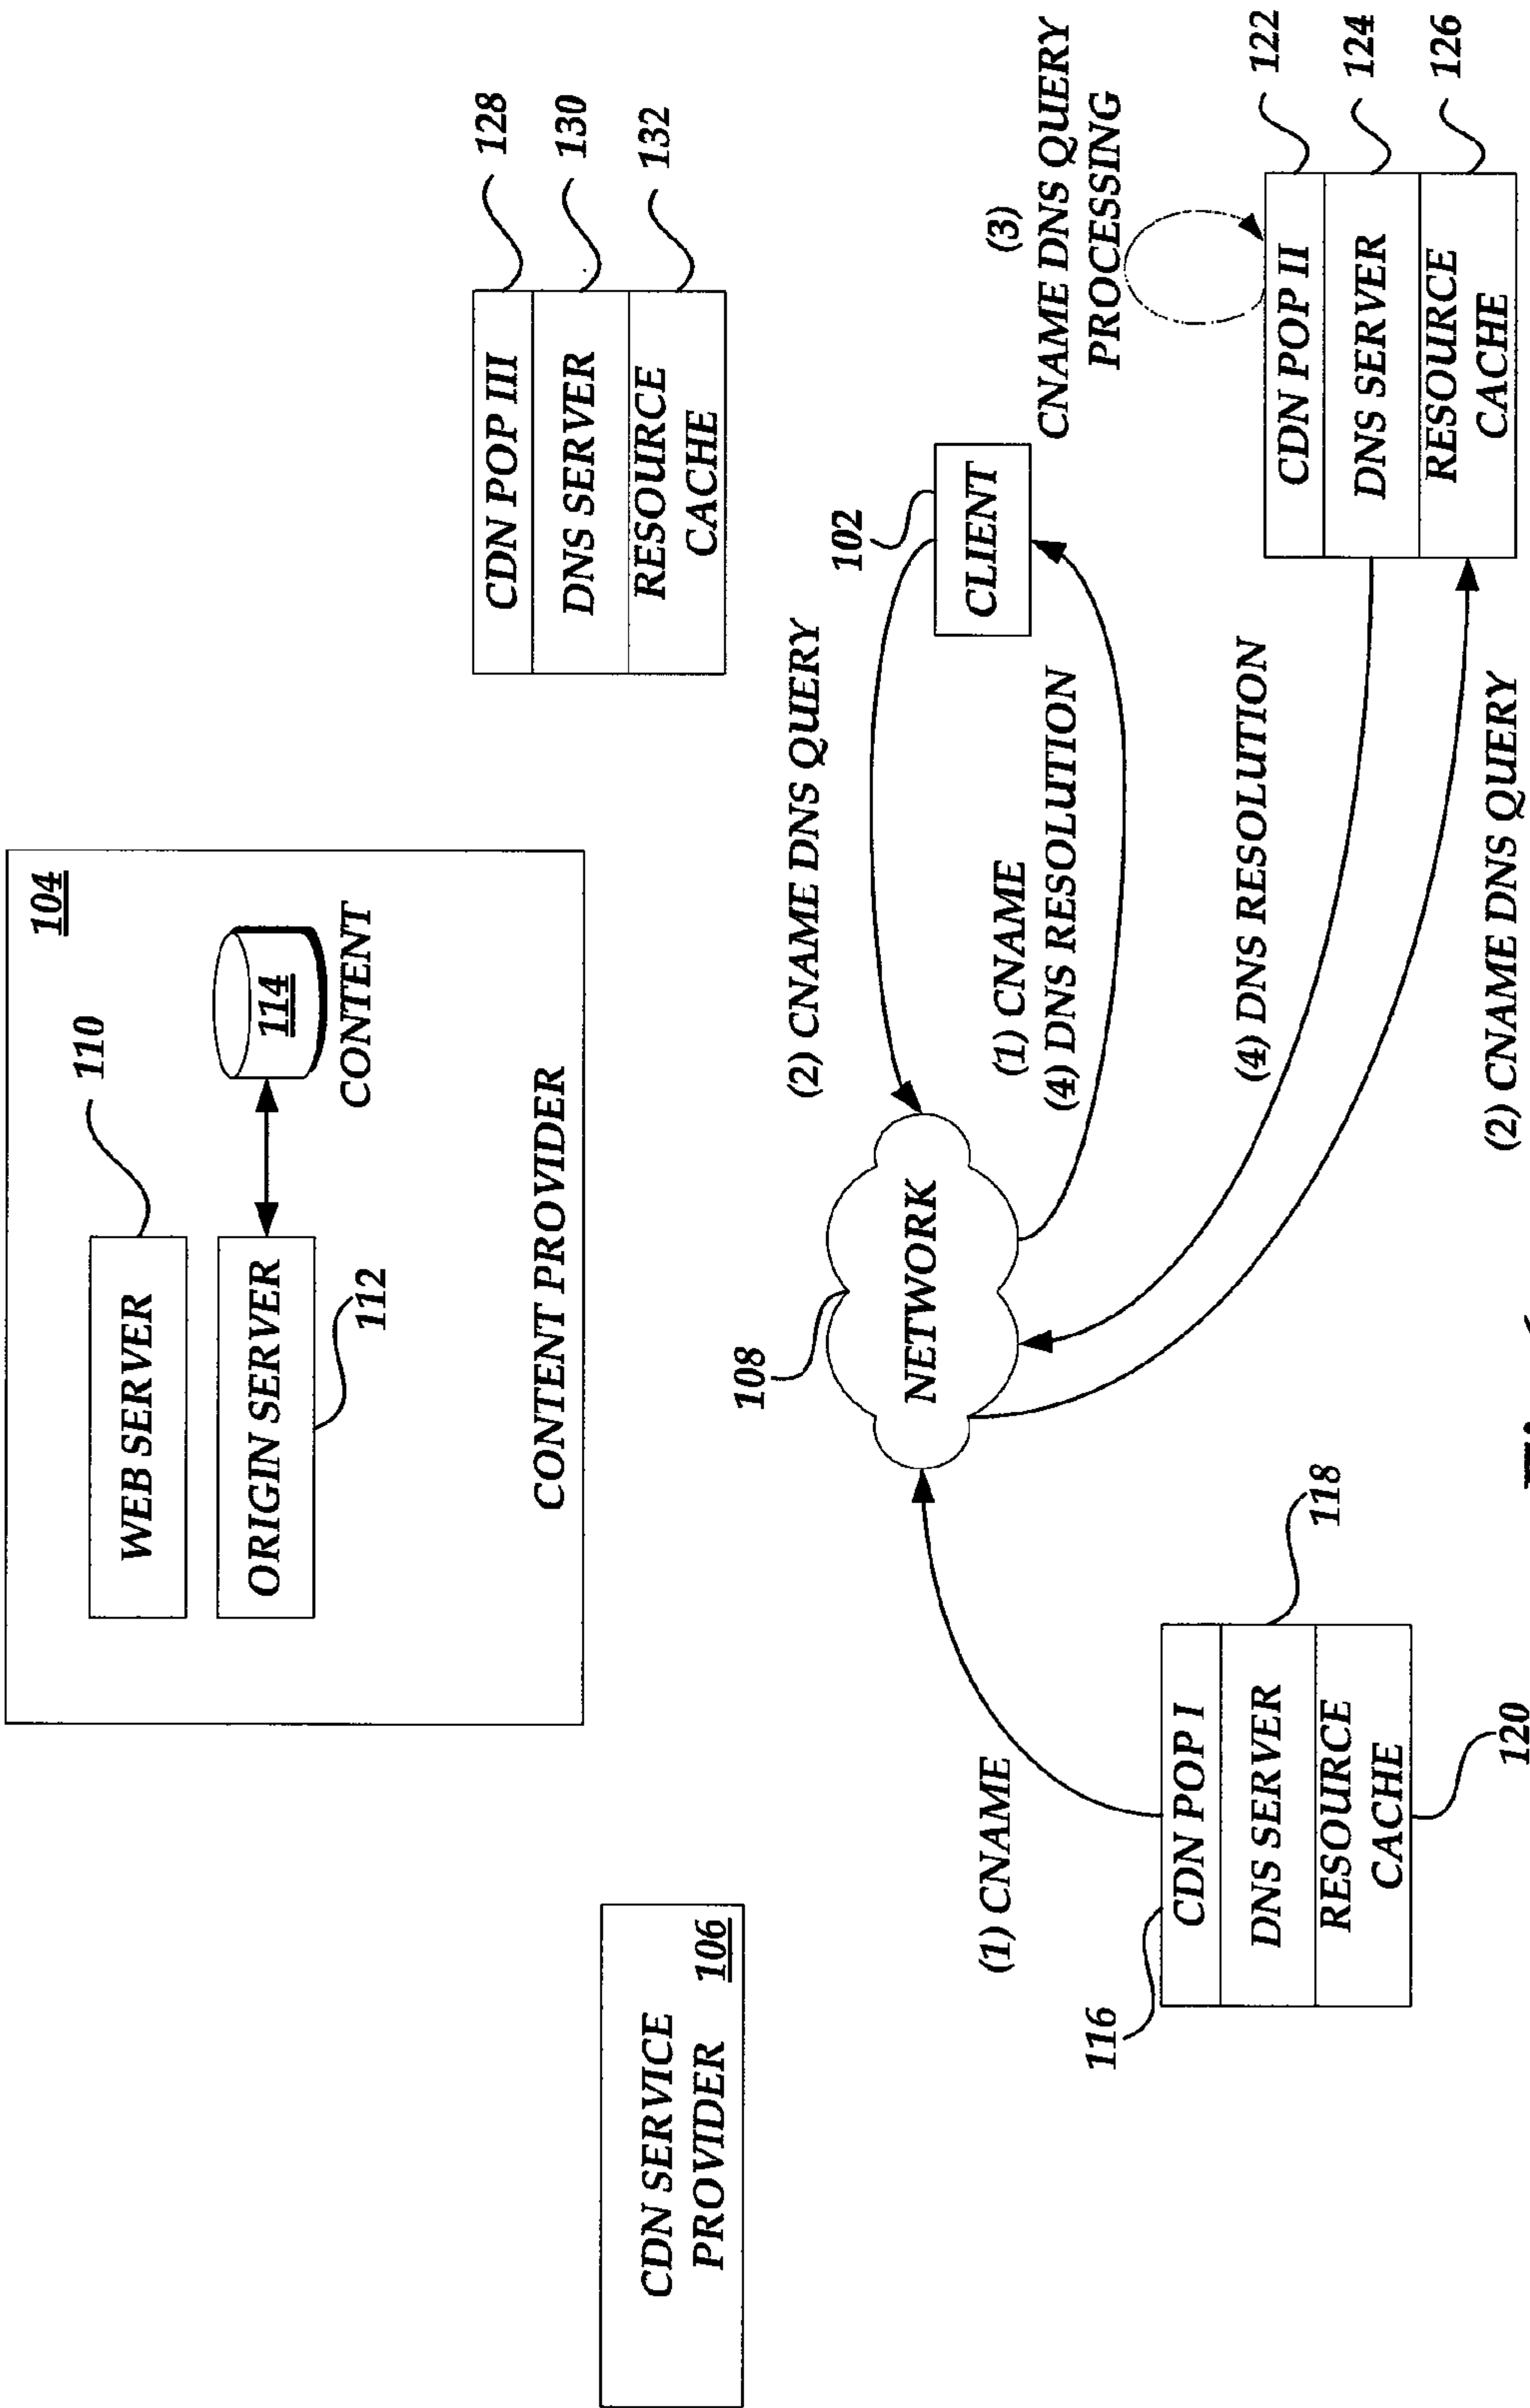 104
110
WEB SERVER
114
ORIGIN SERVER
CONTENT
112
CONTENT PROVIDER
CDN SERVICE
PROVIDER 106
128
CDN POP III
130
DNS SERVER
132
RESOURCE
CACHE
108
NETWORK
(2) CNAME DNS QUERY
102
CLIENT
(1) CNAME
(4) DNS RESOLUTION
(3)
CNAME DNS QUERY
PROCESSING
(1) CNAME
116
CDN POP I
DNS SERVER
118
RESOURCE
CACHE
120
(4) DNS RESOLUTION
(2) CNAME DNS QUERY
122
CDN POP II
124
DNS SERVER
126
RESOURCE
CACHE